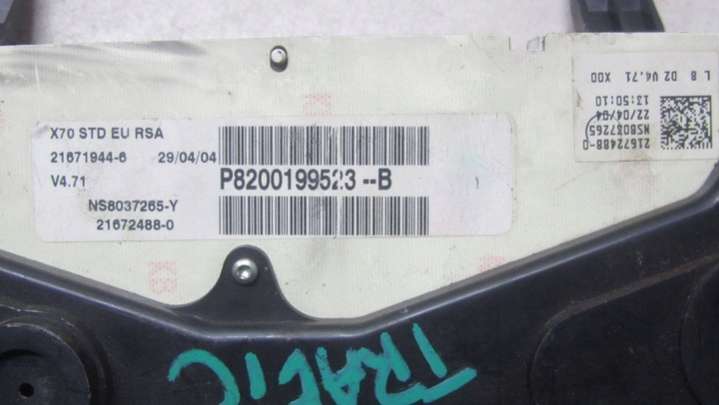 X70 STD EU RSA
21671944-6 29/04/04
V4.71
P8200199523--B
NS8037265-Y
21672488-0
21672488-0
NS8037265
22/04/04
13:50:10
L 8 D2 V4.71 X00
TRAFIC